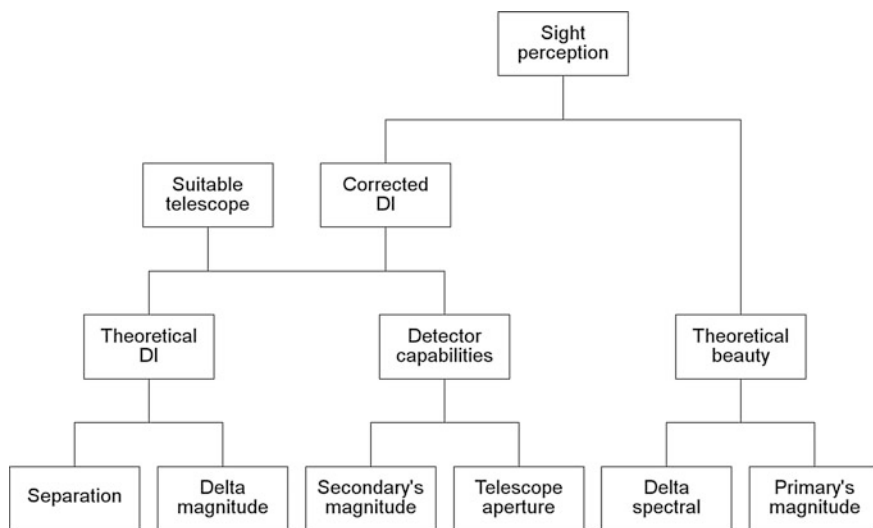 Sight
perception
Suitable
telescope
Corrected
DI
Theoretical
DI
Detector
capabilities
Theoretical
beauty
Separation
Delta
magnitude
Secondary's
magnitude
Telescope
aperture
Delta
spectral
Primary's
magnitude